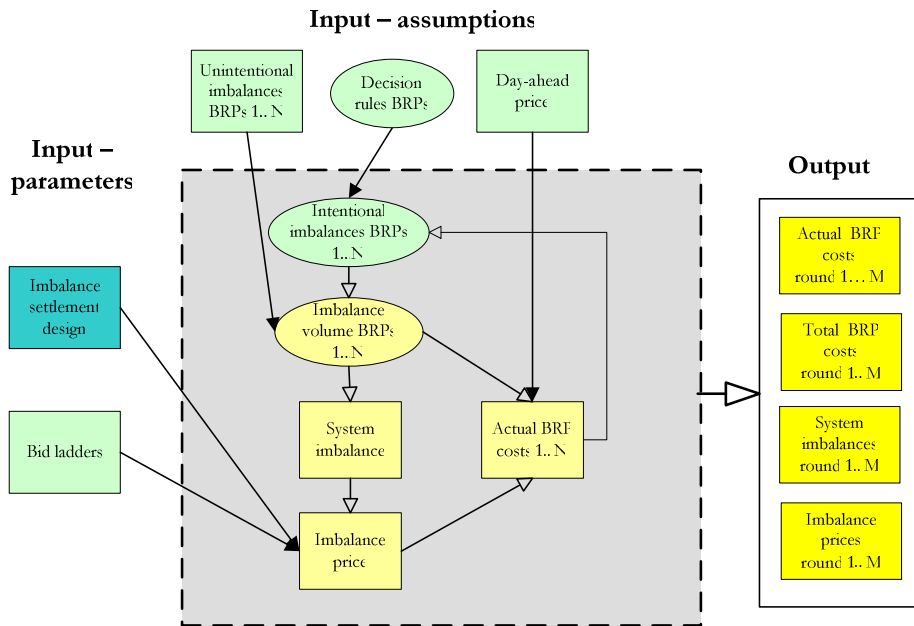 Input – assumptions
Unintentional
imbalances
BRPs 1.. N
Decision
rules BRPs
Day-ahead
price
Input –
parameters
Output
Intentional
imbalances BRPs
1..N
Actual BRP
costs
round 1… M
Imbalance
settlement
design
Imbalance
volume BRPs
1..N
Total BRP
costs
round 1.. M
Bid ladders
System
imbalance
Actual BRP
costs 1.. N
System
imbalances
round 1.. M
Imbalance
price
Imbalance
prices
round 1.. M